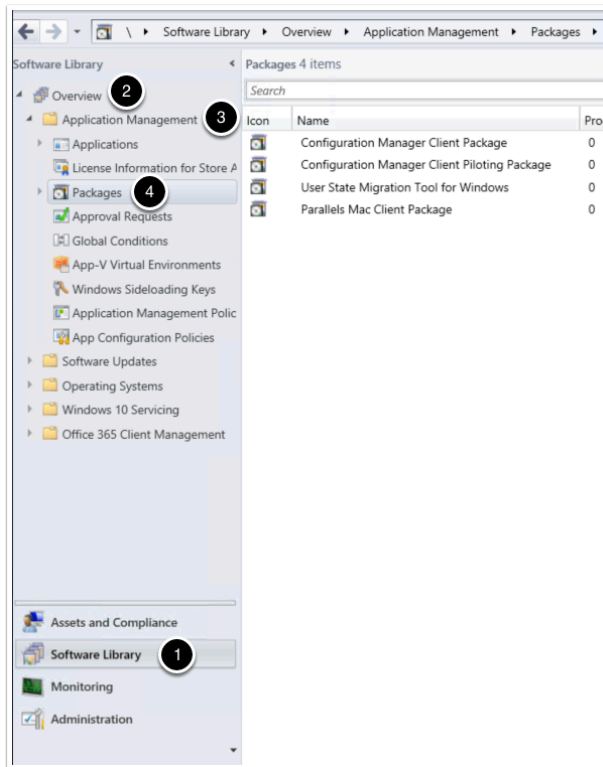 \ Software Library Overview Application Management Packages
Software Library
Packages 4 items
Search
Overview 2
Application Management 3
Applications
License Information for Store A
Packages 4
Approval Requests
Global Conditions
App-V Virtual Environments
Windows Sideloading Keys
Application Management Polic
App Configuration Policies
Software Updates
Operating Systems
Windows 10 Servicing
Office 365 Client Management
Icon Name Pro
Configuration Manager Client Package 0
Configuration Manager Client Piloting Package 0
User State Migration Tool for Windows 0
Parallels Mac Client Package 0
Assets and Compliance
Software Library 1
Monitoring
Administration